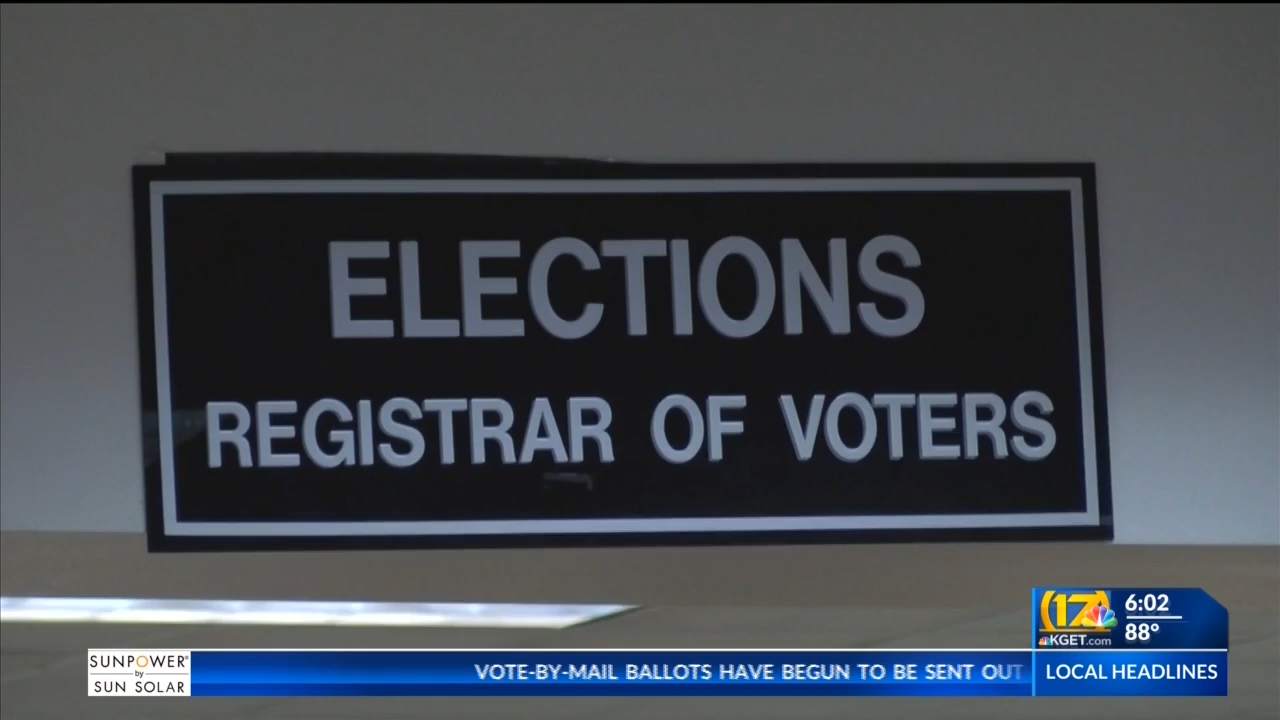 ELECTIONS
REGISTRAR OF VOTERS
17
KGET.com
6:02
88°
SUNPOWER®
by
SUN SOLAR
VOTE-BY-MAIL BALLOTS HAVE BEGUN TO BE SENT OUT
LOCAL HEADLINES